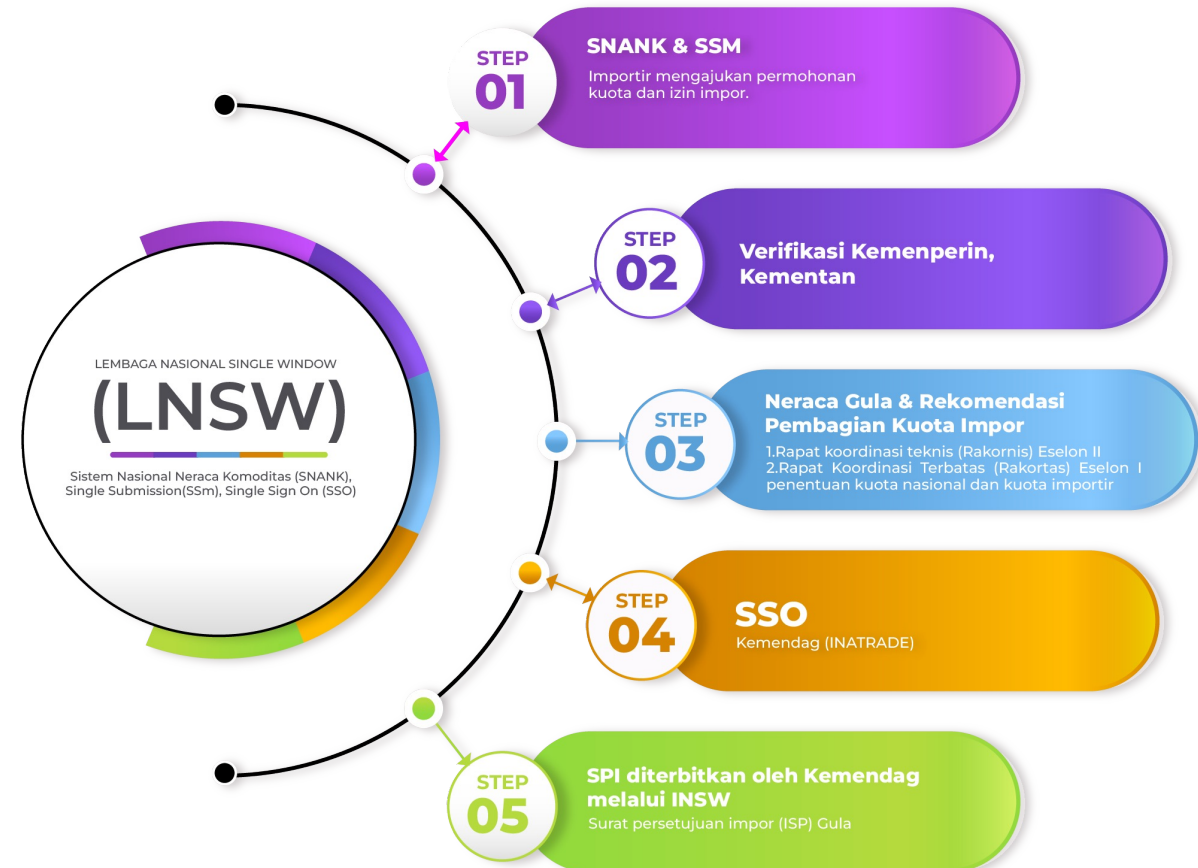 LEMBAGA NASIONAL SINGLE WINDOW
(LNSW)
Sistem Nasional Neraca Komoditas (SNANK),
Single Submission(SSm), Single Sign On (SSO)
STEP
01
SNANK & SSM
Importir mengajukan permohonan
kuota dan izin impor.
STEP
02
Verifikasi Kemenperin,
Kementan
STEP
03
Neraca Gula & Rekomendasi
Pembagian Kuota Impor
1.Rapat koordinasi teknis (Rakornis) Eselon II
2.Rapat Koordinasi Terbatas (Rakortas) Eselon I
penentuan kuota nasional dan kuota importir
STEP
04
SSO
Kemendag (INATRADE)
STEP
05
SPI diterbitkan oleh Kemendag
melalui INSW
Surat persetujuan impor (ISP) Gula